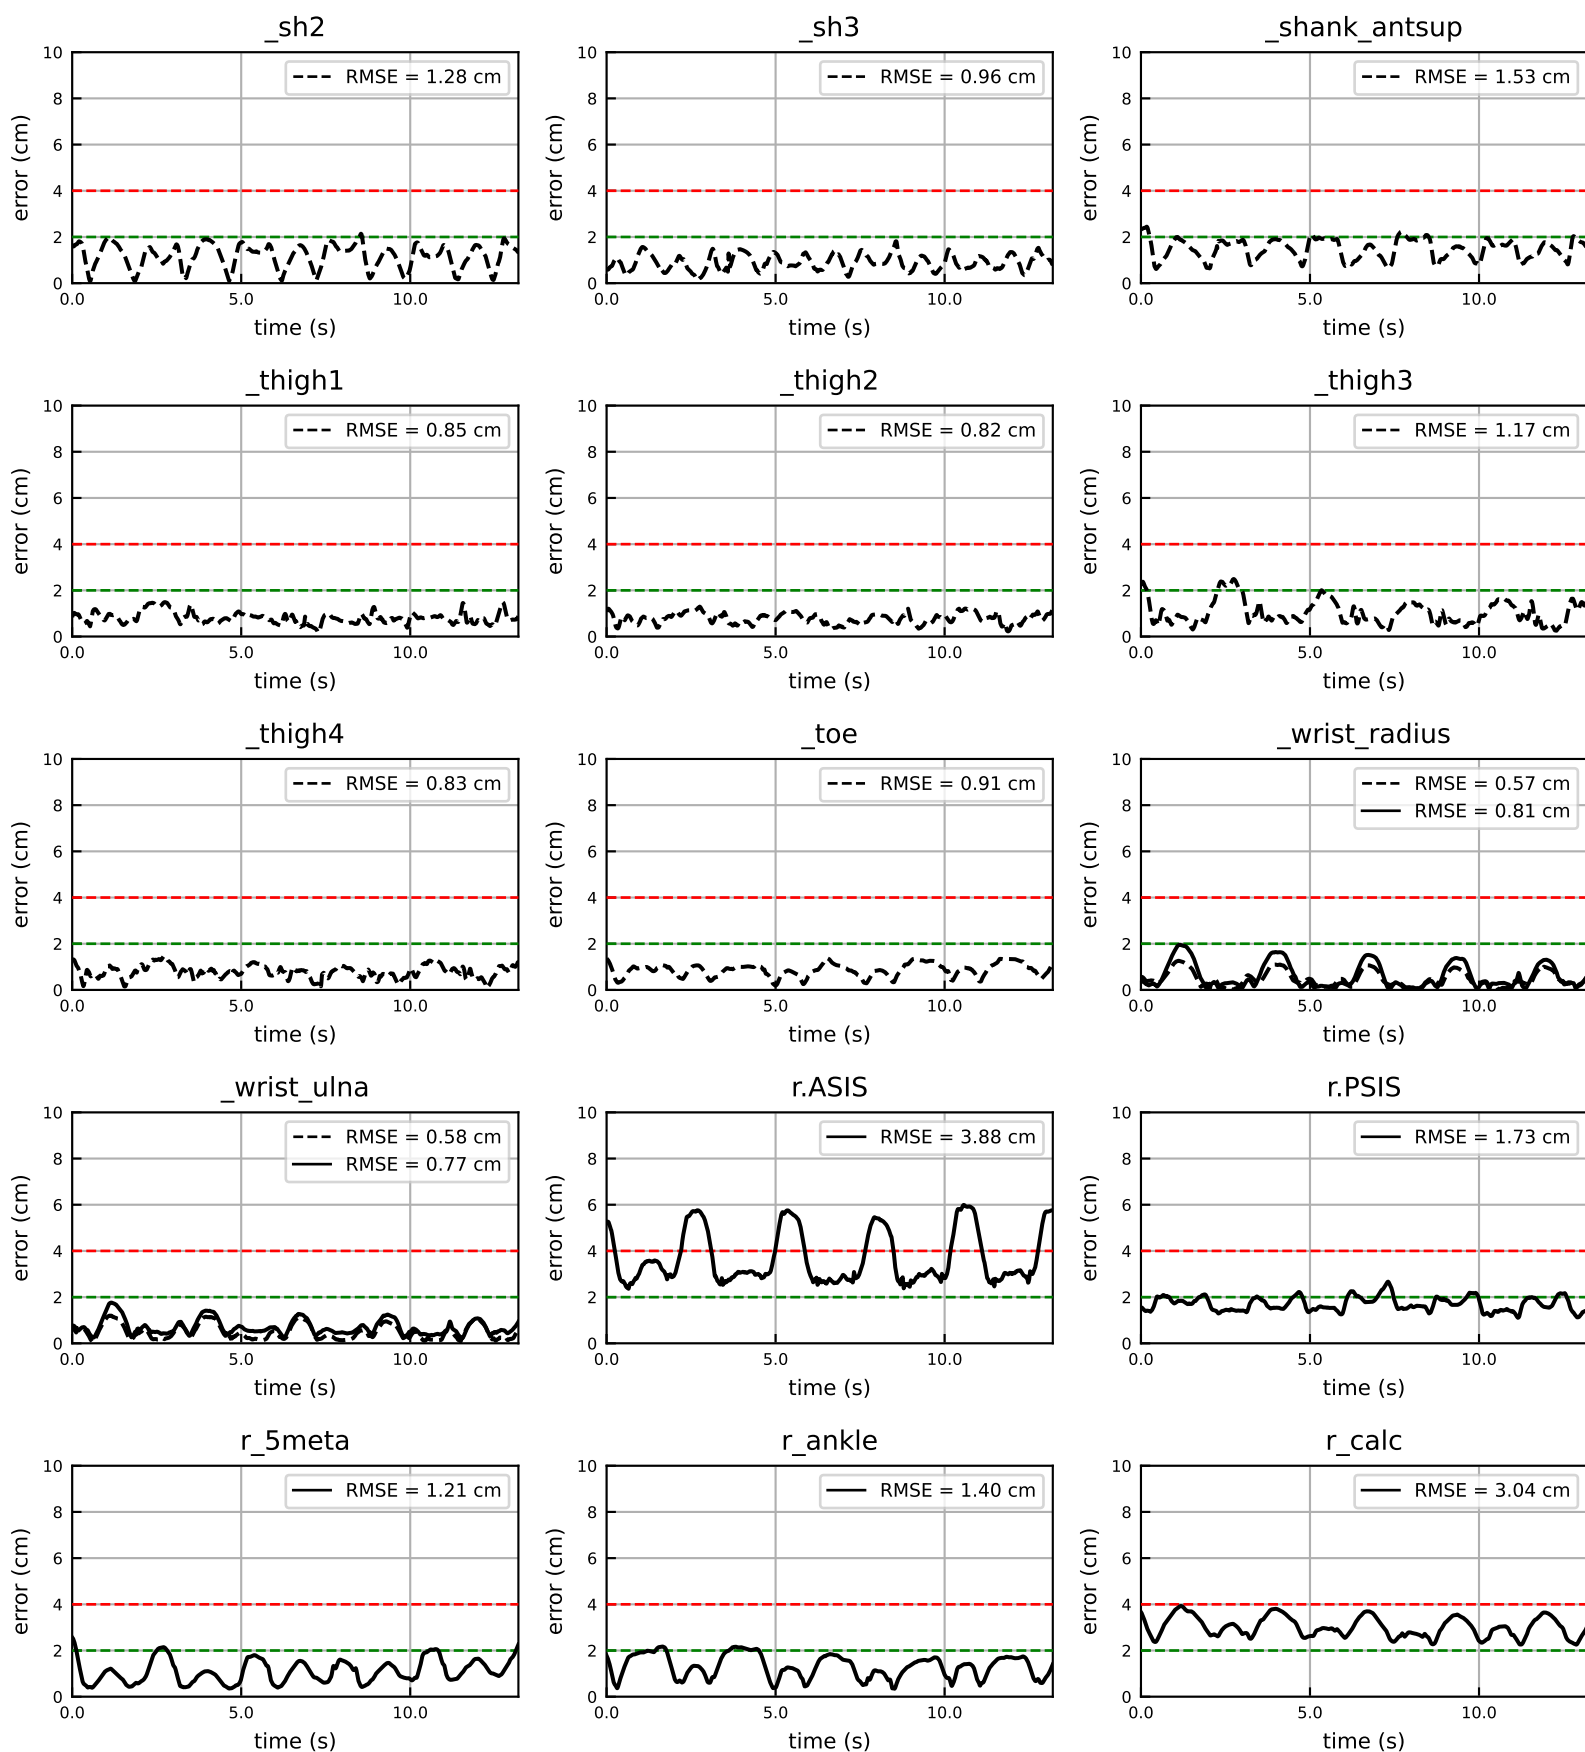 _sh2
RMSE = 1.28 cm
error (cm)
10
8
6
4
2
0
0.0 5.0 10.0
time (s)
_sh3
RMSE = 0.96 cm
error (cm)
10
8
6
4
2
0
0.0 5.0 10.0
time (s)
_shank_antsup
RMSE = 1.53 cm
error (cm)
10
8
6
4
2
0
0.0 5.0 10.0
time (s)
_thigh1
RMSE = 0.85 cm
error (cm)
10
8
6
4
2
0
0.0 5.0 10.0
time (s)
_thigh2
RMSE = 0.82 cm
error (cm)
10
8
6
4
2
0
0.0 5.0 10.0
time (s)
_thigh3
RMSE = 1.17 cm
error (cm)
10
8
6
4
2
0
0.0 5.0 10.0
time (s)
_thigh4
RMSE = 0.83 cm
error (cm)
10
8
6
4
2
0
0.0 5.0 10.0
time (s)
_toe
RMSE = 0.91 cm
error (cm)
10
8
6
4
2
0
0.0 5.0 10.0
time (s)
_wrist_radius
RMSE = 0.57 cm
RMSE = 0.81 cm
error (cm)
10
8
6
4
2
0
0.0 5.0 10.0
time (s)
_wrist_ulna
RMSE = 0.58 cm
RMSE = 0.77 cm
error (cm)
10
8
6
4
2
0
0.0 5.0 10.0
time (s)
r.ASIS
RMSE = 3.88 cm
error (cm)
10
8
6
4
2
0
0.0 5.0 10.0
time (s)
r.PSIS
RMSE = 1.73 cm
error (cm)
10
8
6
4
2
0
0.0 5.0 10.0
time (s)
r_5meta
RMSE = 1.21 cm
error (cm)
10
8
6
4
2
0
0.0 5.0 10.0
time (s)
r_ankle
RMSE = 1.40 cm
error (cm)
10
8
6
4
2
0
0.0 5.0 10.0
time (s)
r_calc
RMSE = 3.04 cm
error (cm)
10
8
6
4
2
0
0.0 5.0 10.0
time (s)